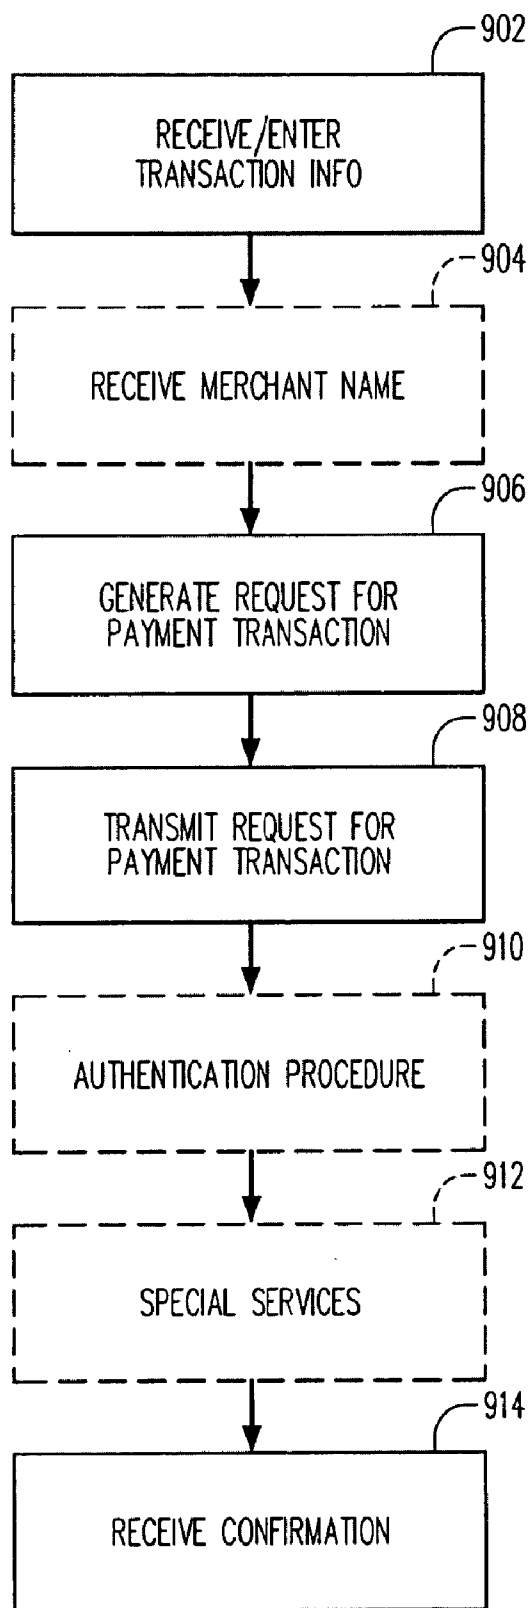 902
RECEIVE/ENTER
TRANSACTION INFO
904
RECEIVE MERCHANT NAME
906
GENERATE REQUEST FOR
PAYMENT TRANSACTION
908
TRANSMIT REQUEST FOR
PAYMENT TRANSACTION
910
AUTHENTICATION PROCEDURE
912
SPECIAL SERVICES
914
RECEIVE CONFIRMATION